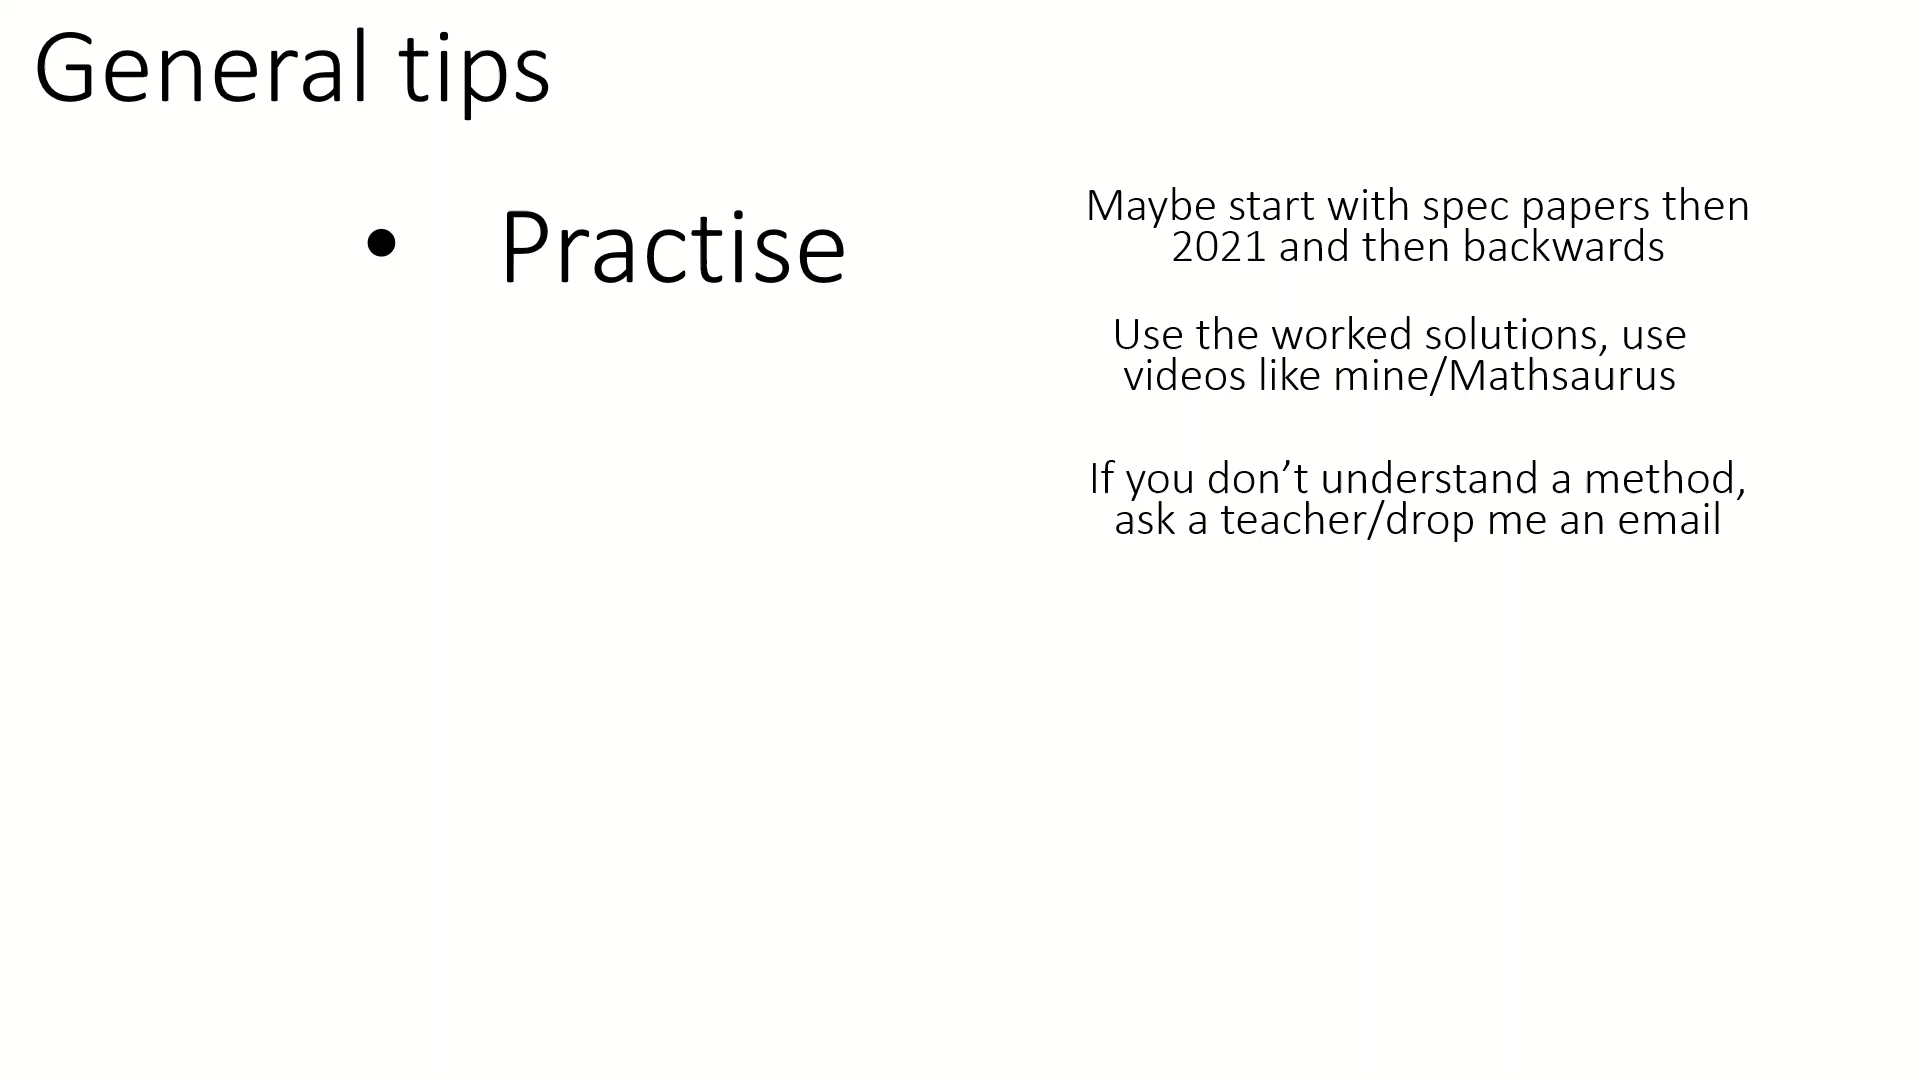 General tips
• Practise
Maybe start with spec papers then
2021 and then backwards
Use the worked solutions, use
videos like mine/Mathsaurus
If you don’t understand a method,
ask a teacher/drop me an email